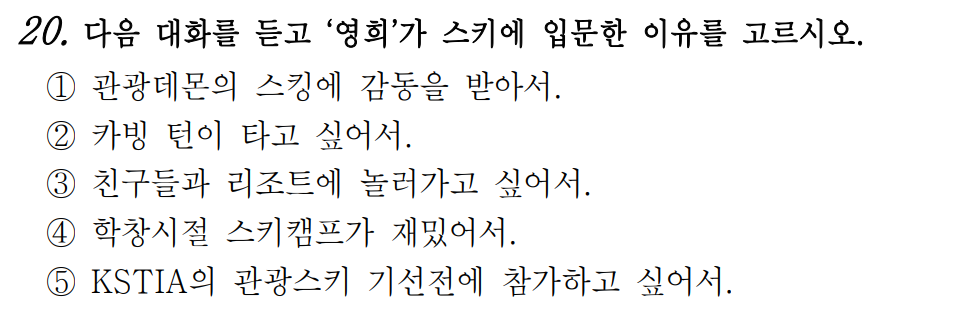 20. 다음 대화를 듣고 ‘영희’가 스키에 입문한 이유를 고르시오.
① 관광데몬의 스킹에 감동을 받아서.
② 카빙 턴이 타고 싶어서.
③ 친구들과 리조트에 놀러가고 싶어서.
④ 학창시절 스키캠프가 재밌어서.
⑤ KSTIA의 관광스키 기선전에 참가하고 싶어서.